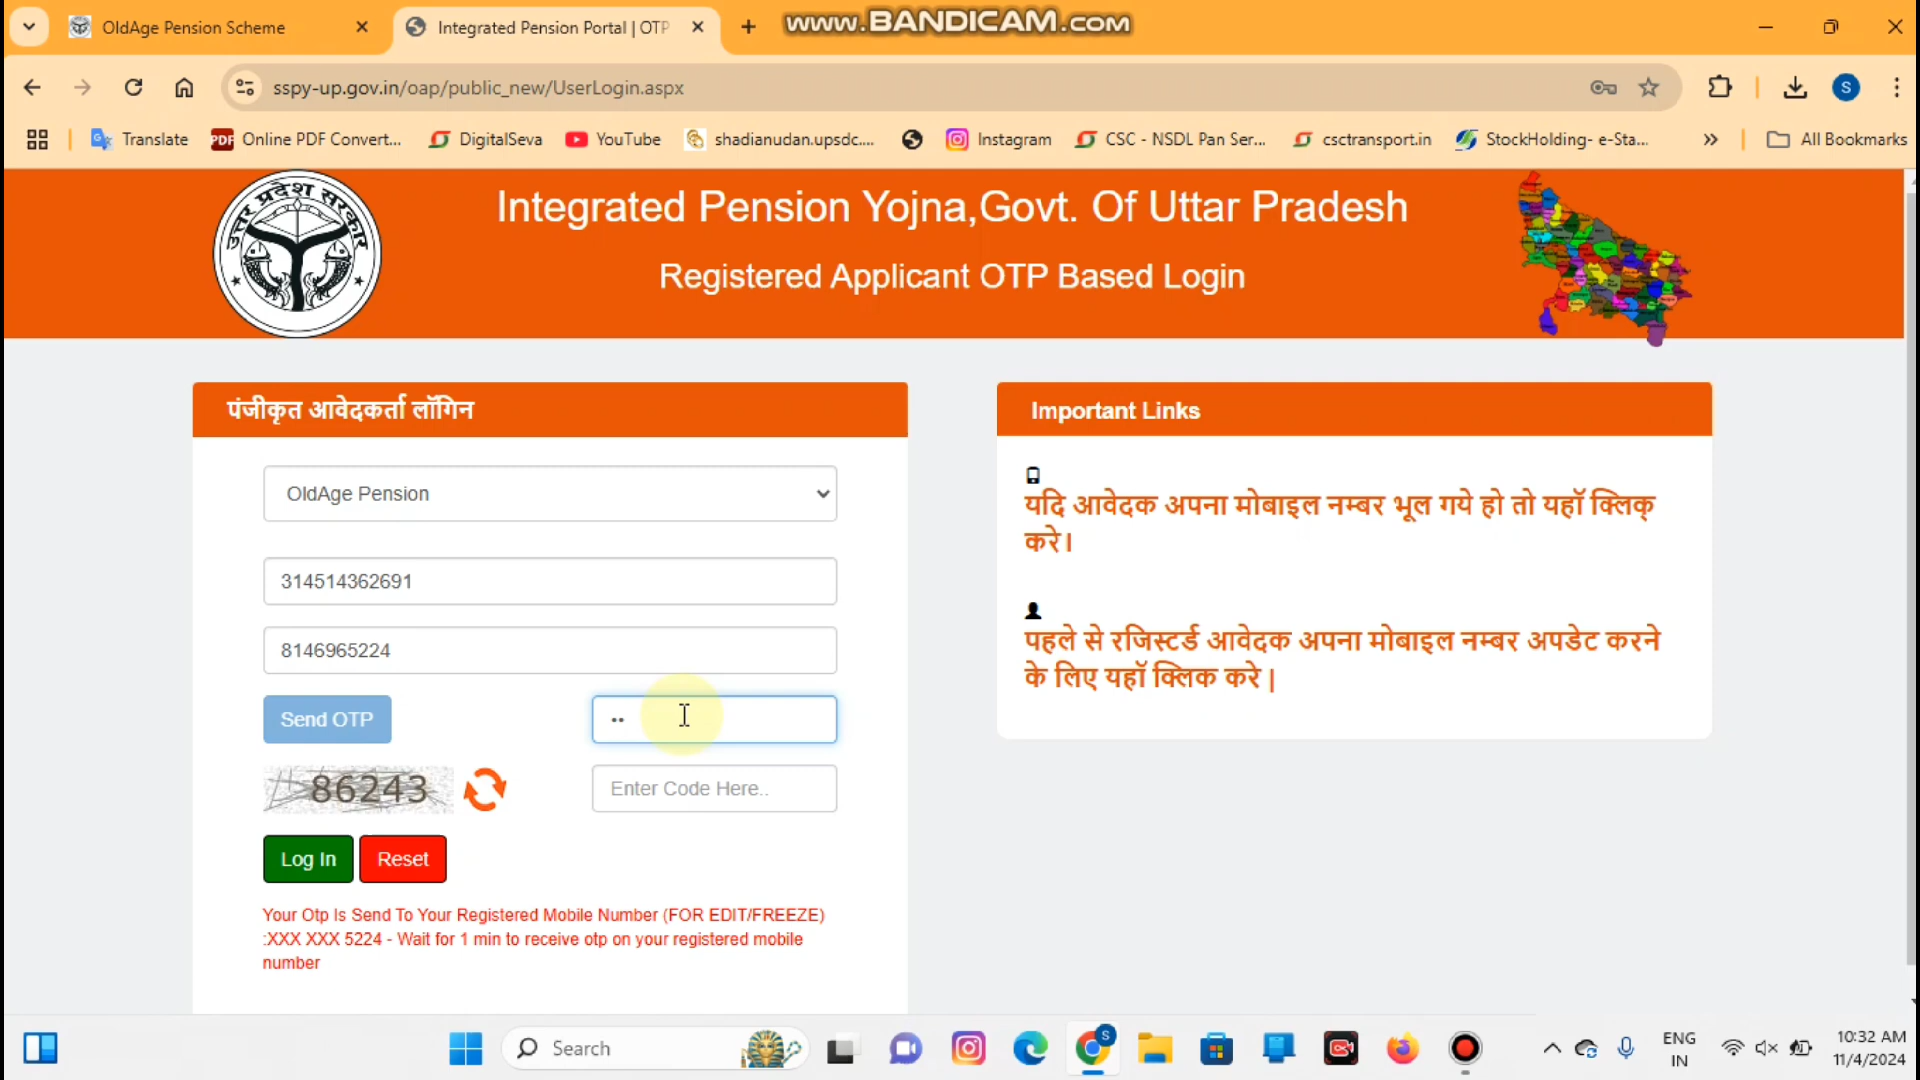 www.BANDICAM.com
OldAge Pension Scheme
Integrated Pension Portal | OTP
sspy-up.gov.in/oap/public_new/UserLogin.aspx
S
Translate
PDF
Online PDF Convert...
DigitalSeva
YouTube
shadianudan.upsdc....
Instagram
CSC - NSDL Pan Ser...
csctransport.in
StockHolding- e-Sta...
All Bookmarks
उत्तर प्रदेश सरकार
Integrated Pension Yojna,Govt. Of Uttar Pradesh
Registered Applicant OTP Based Login
पंजीकृत आवेदकर्ता लॉगिन
OldAge Pension
314514362691
8146965224
Send OTP
••
86243
Enter Code Here..
Log In
Reset
Your Otp Is Send To Your Registered Mobile Number (FOR EDIT/FREEZE)
:XXX XXX 5224 - Wait for 1 min to receive otp on your registered mobile
number
Important Links
यदि आवेदक अपना मोबाइल नम्बर भूल गये हो तो यहॉ क्लिक्
करे।
पहले से रजिस्टर्ड आवेदक अपना मोबाइल नम्बर अपडेट करने
के लिए यहॉ क्लिक करे |
Search
S
ENG
IN
10:32 AM
11/4/2024